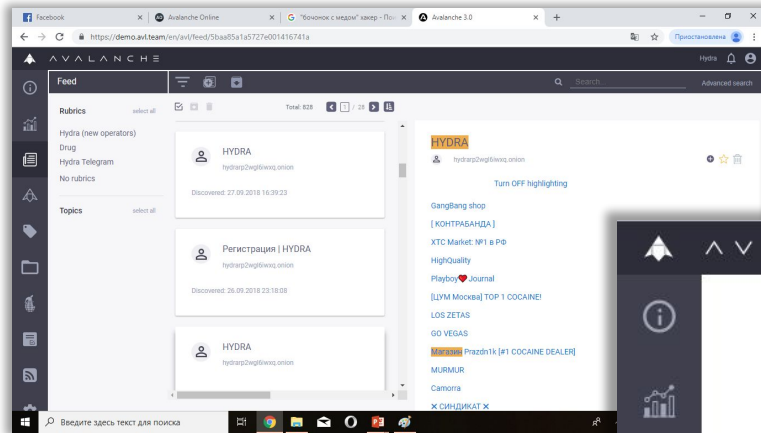 Facebook
Avalanche Online
"бочонок с медом" хакер - Пои
Avalanche 3.0
https://demo.avl.team/en/avl/feed/5baa85a1a5727e001416741a
Приостановлена
AVALANCHE
Hydra
Feed
Search
Advanced search
Rubrics
select all
Hydra (new operators)
Drug
Hydra Telegram
No rubrics
Topics
select all
Total: 828
1 / 28
HYDRA
hydrarp2wgl6iwxq.onion
Discovered: 27.09.2018 16:39:23
Регистрация | HYDRA
hydrarp2wgl6iwxq.onion
Discovered: 26.09.2018 23:18:08
HYDRA
hydrarp2wgl6iwxq.onion
HYDRA
hydrarp2wgl6iwxq.onion
Turn OFF highlighting
GangBang shop
[ КОНТРАБАНДА ]
XTC Market: №1 в РФ
HighQuality
Playboy❤ Journal
[ЦУМ Москва] TOP 1 COCAINE!
LOS ZETAS
GO VEGAS
Магазин Prazdn1k [#1 COCAINE DEALER]
MURMUR
Camorra
X СИНДИКАТ X
Введите здесь текст для поиска
AV